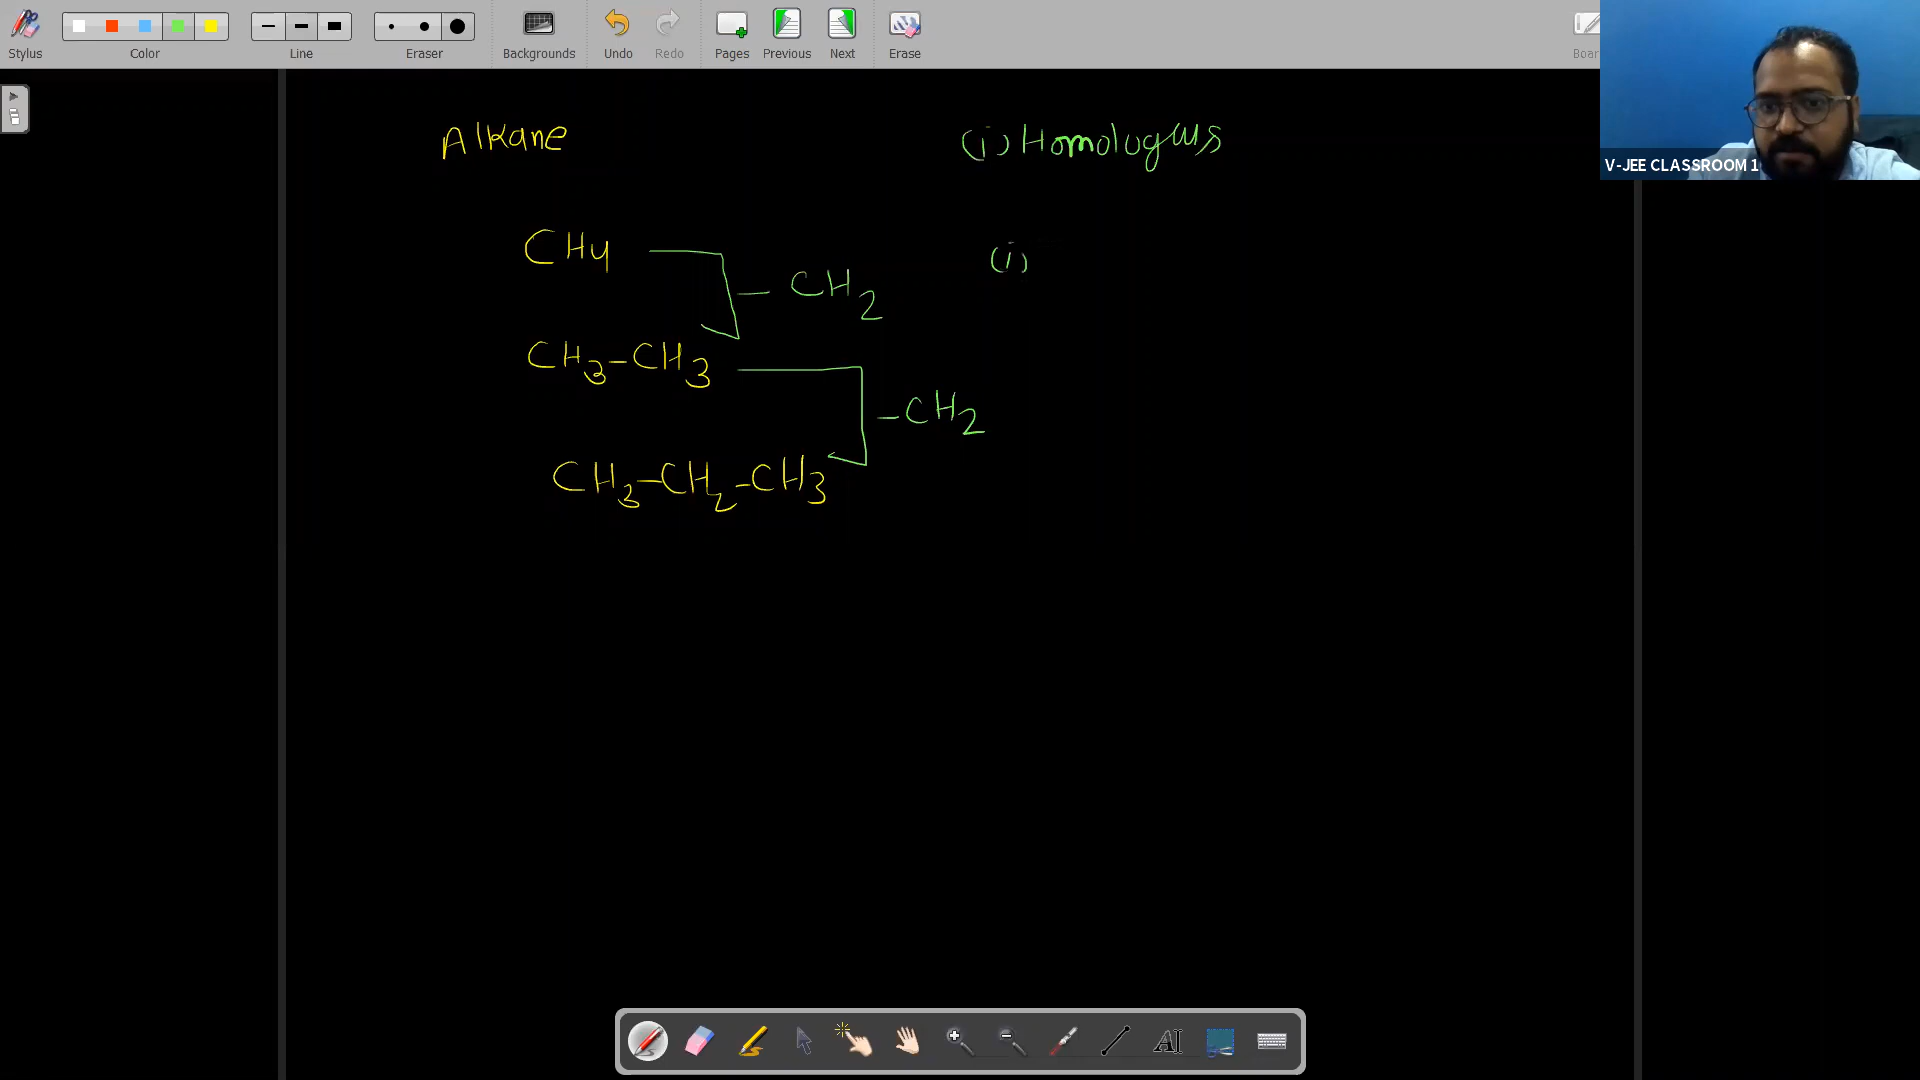 Stylus Color Line Eraser Backgrounds Undo Redo Pages Previous Next Erase
V-JEE CLASSROOM 1
Alkane
(i) Homologus
CH4
- CH2
(i)
CH3-CH3
-CH2
CH3-CH2-CH3